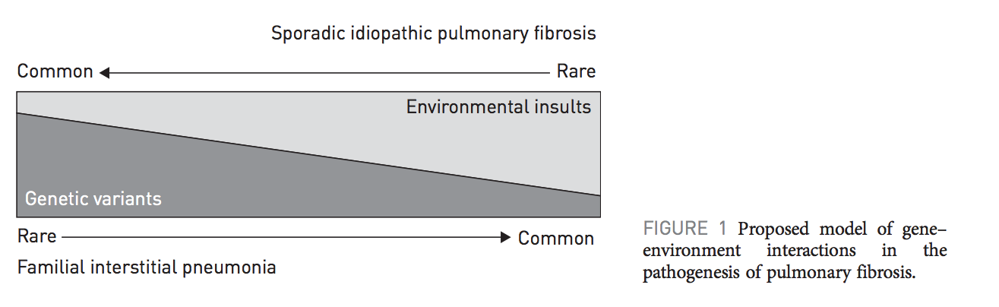 Sporadic idiopathic pulmonary fibrosis
Common Rare
Environmental insults
Genetic variants
Rare Common
Familial interstitial pneumonia
FIGURE 1 Proposed model of gene–
environment interactions in the
pathogenesis of pulmonary fibrosis.